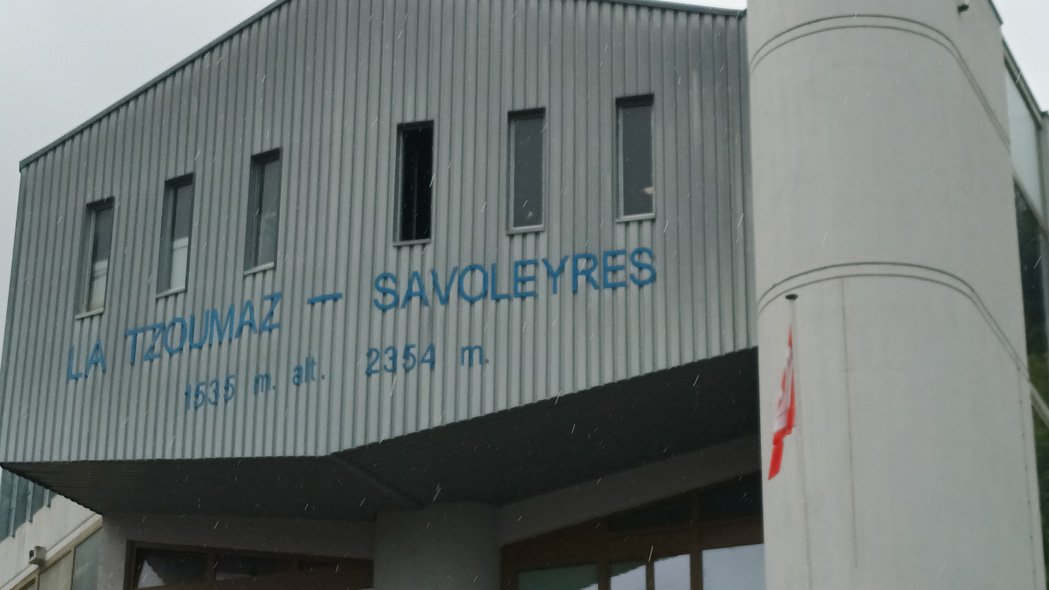 LA TZOUMAZ — SAVOLEYRES
1535 m. alt. 2354 m.